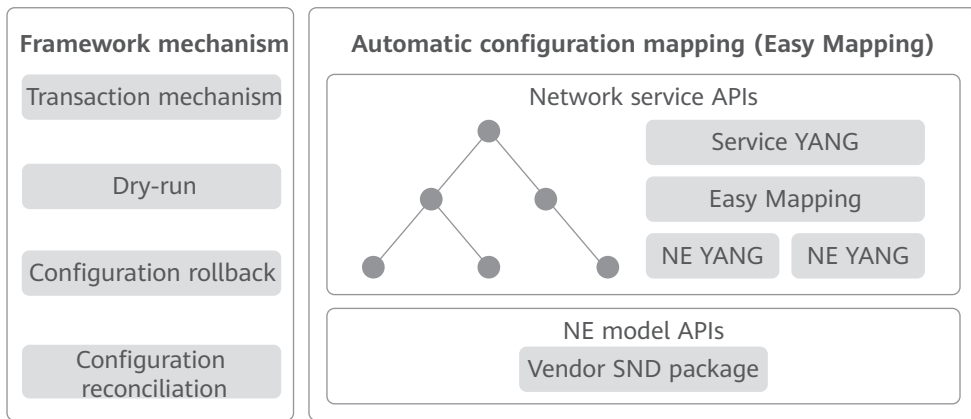 Framework mechanism
Transaction mechanism
Dry-run
Configuration rollback
Configuration
reconciliation
Automatic configuration mapping (Easy Mapping)
Network service APIs
Service YANG
Easy Mapping
NE YANG
NE YANG
NE model APIs
Vendor SND package